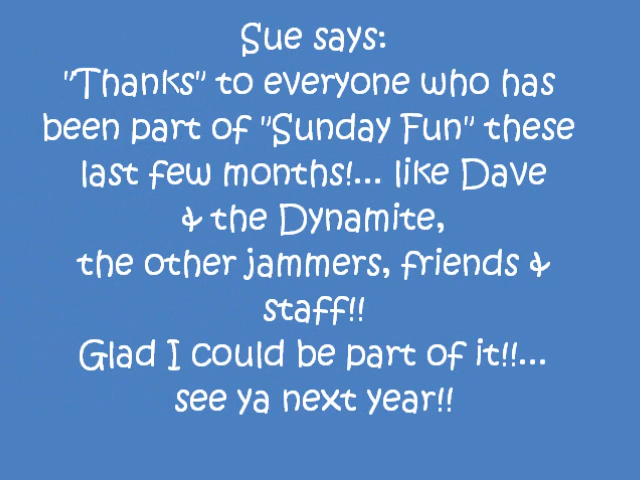 Sue says:
"Thanks" to everyone who has
been part of "Sunday Fun" these
last few months!... like Dave
& the Dynamite,
the other jammers, friends &
staff!!
Glad I could be part of it!!...
see ya next year!!